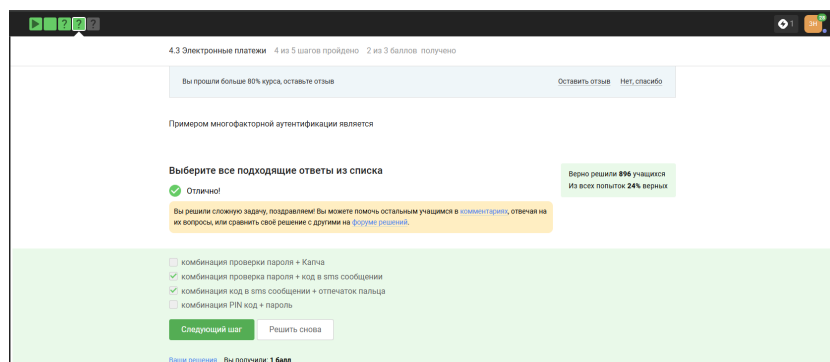 ? ? ?
1 ЗН
4.3 Электронные платежи 4 из 5 шагов пройдено 2 из 3 баллов получено
Вы прошли больше 80% курса, оставьте отзыв Оставить отзыв Нет, спасибо
Примером многофакторной аутентификации является
Выберите все подходящие ответы из списка
Верно решили 896 учащихся
Из всех попыток 24% верных
Отлично!
Вы решили сложную задачу, поздравляем! Вы можете помочь остальным учащимся в комментариях, отвечая на
их вопросы, или сравнить своё решение с другими на форуме решений.
комбинация проверки пароля + Капча
комбинация проверка пароля + код в sms сообщении
комбинация код в sms сообщении + отпечаток пальца
комбинация PIN код + пароль
Следующий шаг Решить снова
Ваши решения Вы получили: 1 балл